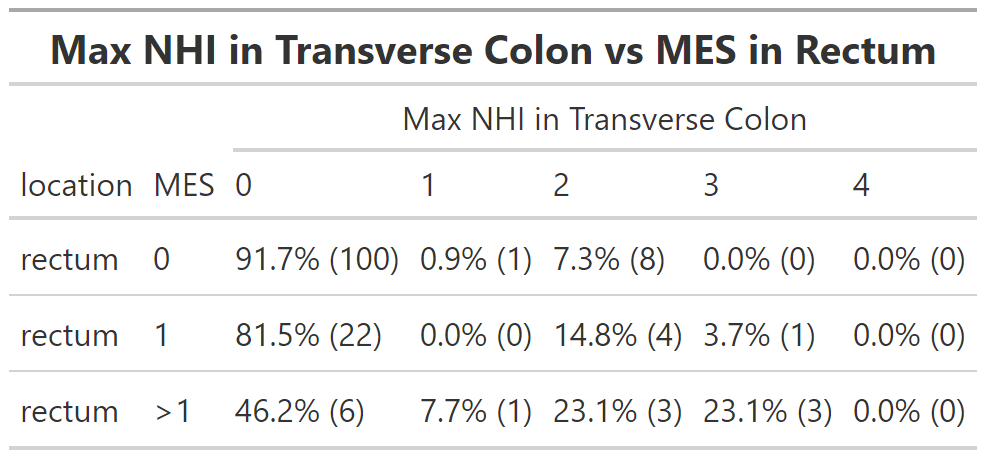 Max NHI in Transverse Colon vs MES in Rectum
Max NHI in Transverse Colon
location MES 0 1 2 3 4
rectum 0 91.7% (100) 0.9% (1) 7.3% (8) 0.0% (0) 0.0% (0)
rectum 1 81.5% (22) 0.0% (0) 14.8% (4) 3.7% (1) 0.0% (0)
rectum >1 46.2% (6) 7.7% (1) 23.1% (3) 23.1% (3) 0.0% (0)